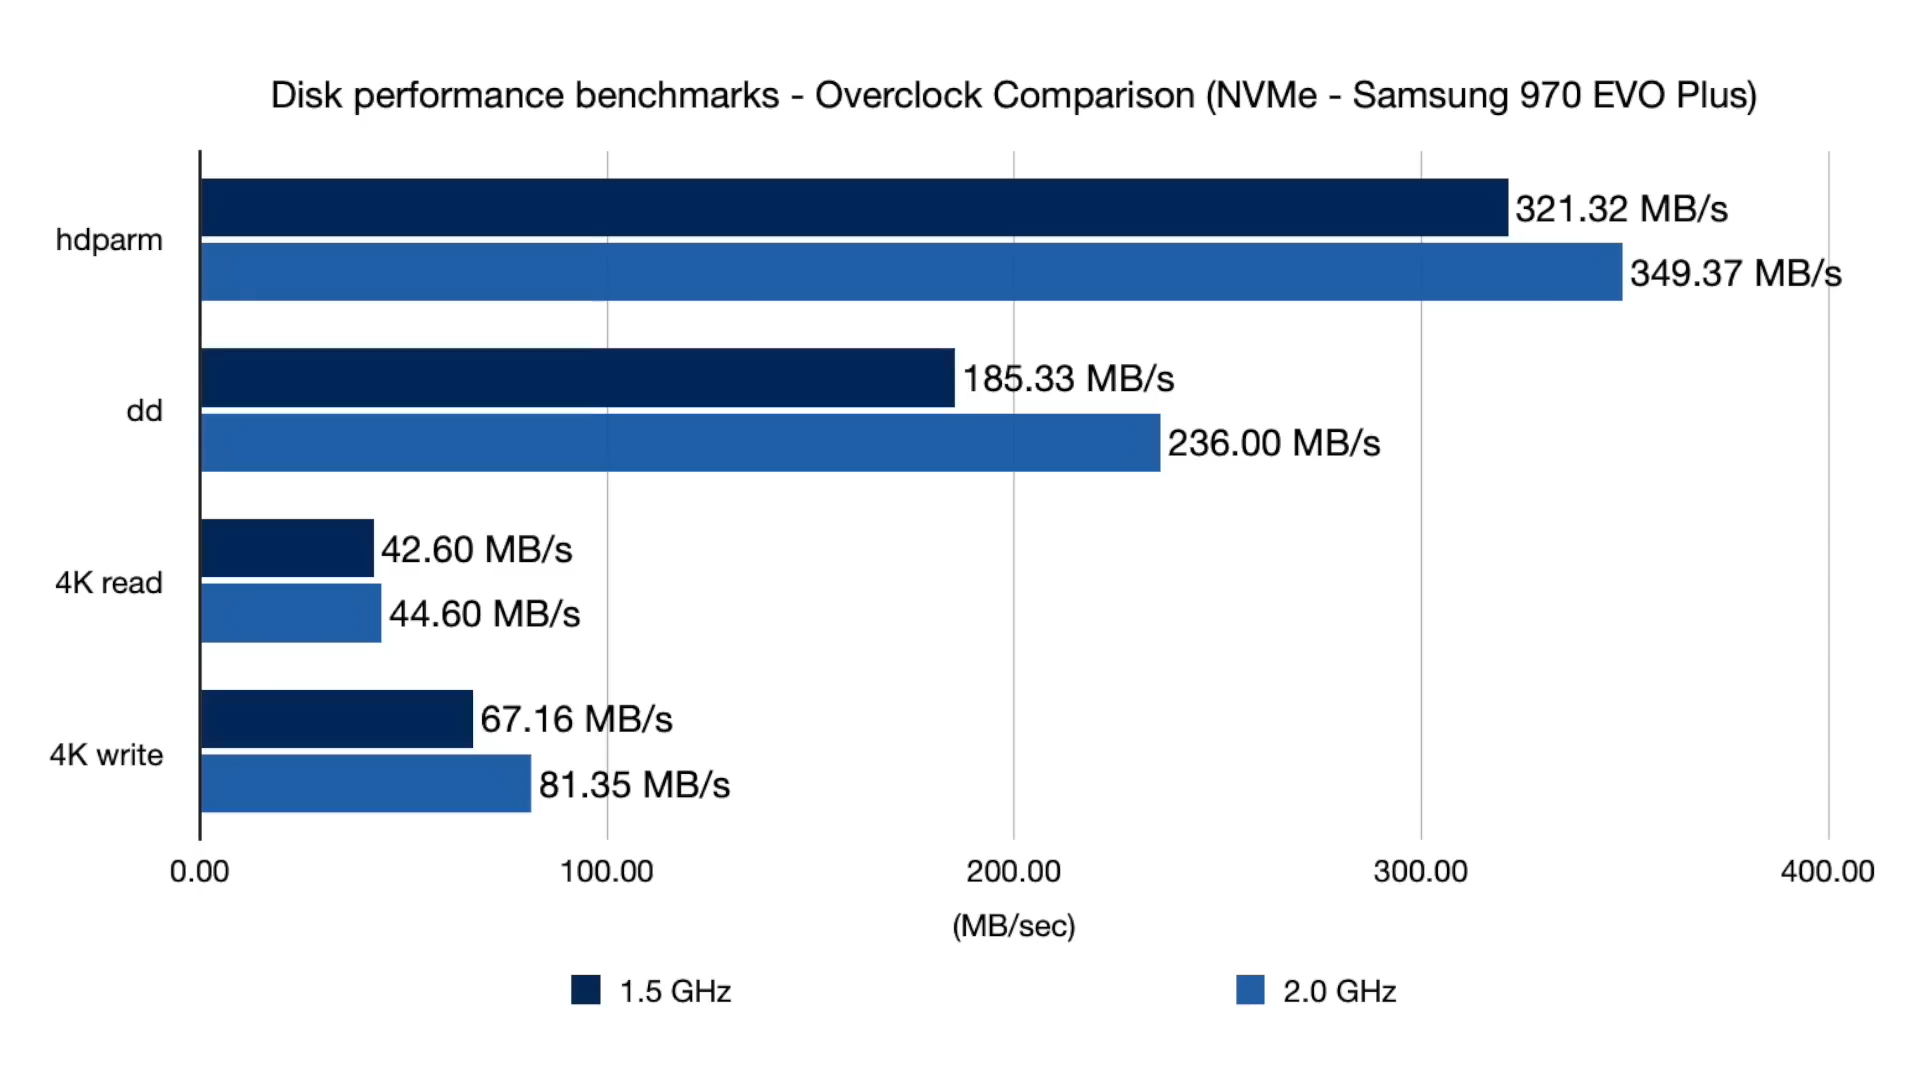 Disk performance benchmarks - Overclock Comparison (NVMe - Samsung 970 EVO Plus)
hdparm
321.32 MB/s
349.37 MB/s
dd
185.33 MB/s
236.00 MB/s
4K read
42.60 MB/s
44.60 MB/s
4K write
67.16 MB/s
81.35 MB/s
0.00 100.00 200.00 300.00 400.00
(MB/sec)
1.5 GHz 2.0 GHz